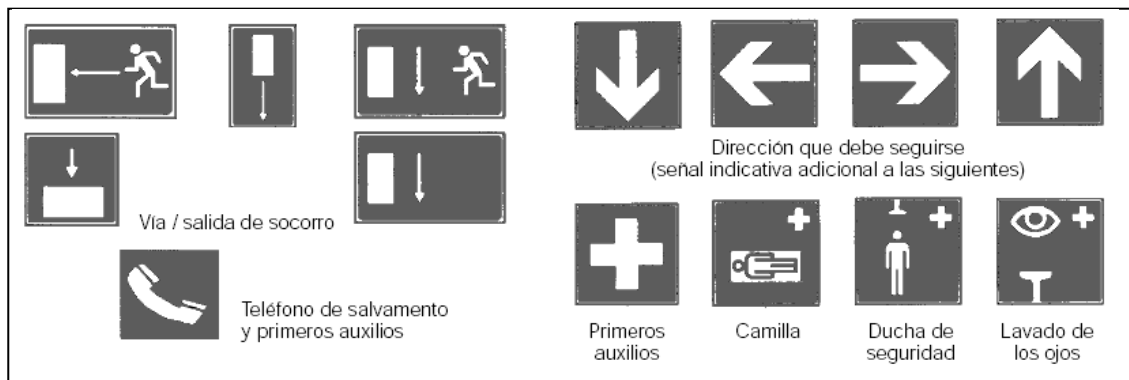 Vía / salida de socorro
Teléfono de salvamento
y primeros auxilios
Dirección que debe seguirse
(señal indicativa adicional a las siguientes)
Primeros
auxilios
Camilla
Ducha de
seguridad
Lavado de
los ojos